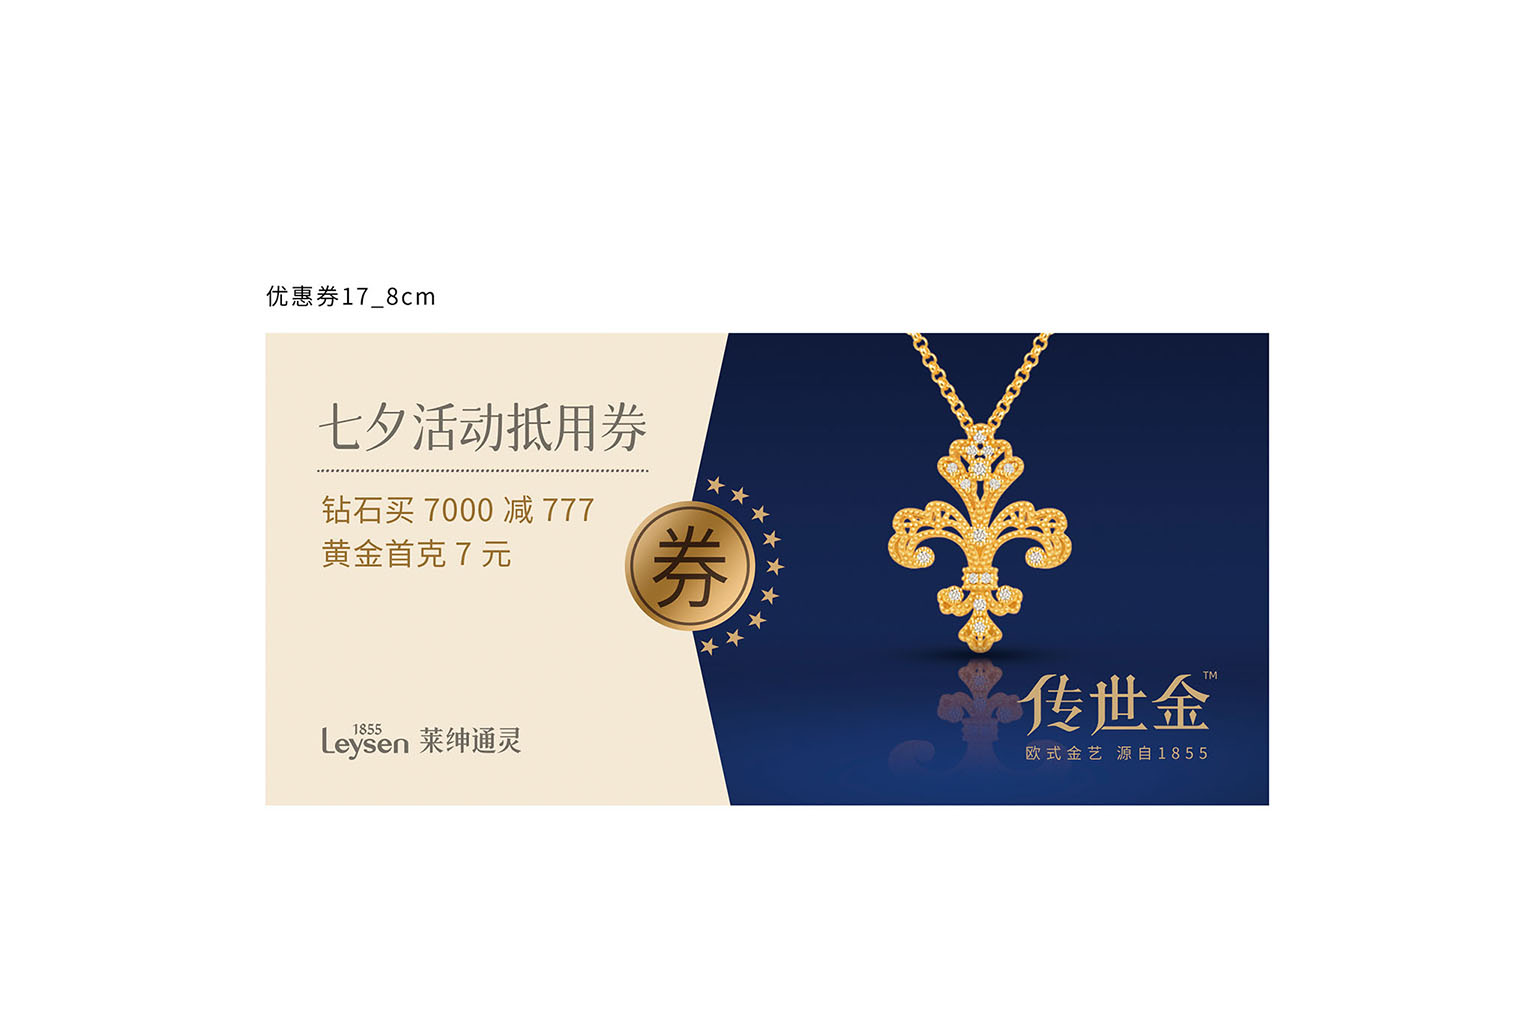 优惠券17_8cm
七夕活动抵用券
钻石买 7000 减 777
黄金首克 7 元
券
1855
Leysen 莱绅通灵
传世金™
欧式金艺 源自1855